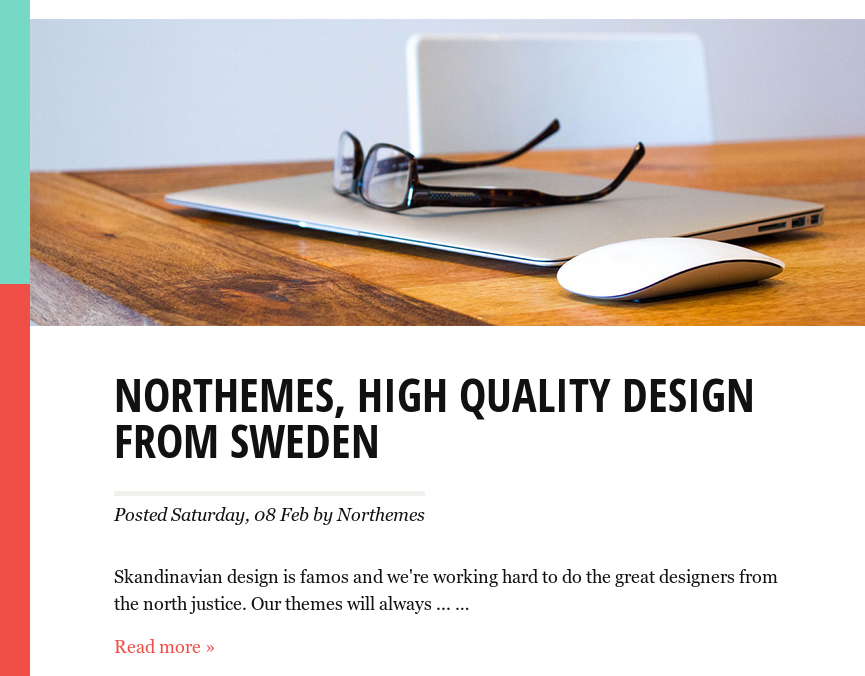 NORTHEMES, HIGH QUALITY DESIGN
FROM SWEDEN
Posted Saturday, 08 Feb by Northemes
Skandinavian design is famos and we're working hard to do the great designers from
the north justice. Our themes will always ... ...
Read more »